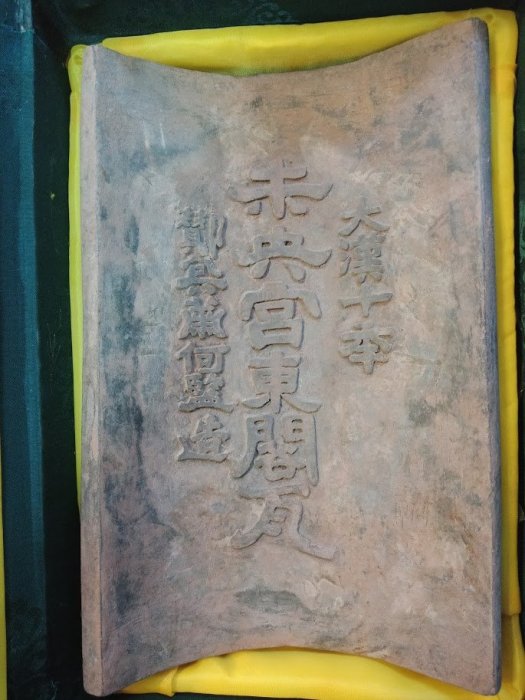 大漢十年
未央宮東閣瓦
酇侯蕭何監造